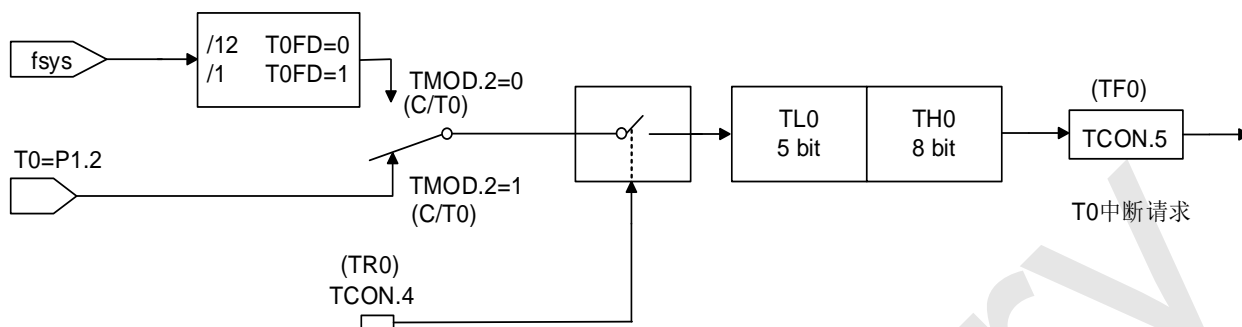 fsys
/12 T0FD=0
/1 T0FD=1
TMOD.2=0
(C/T0)
T0=P1.2
TMOD.2=1
(C/T0)
(TR0)
TCON.4
TL0
5 bit
TH0
8 bit
(TF0)
TCON.5
T0中断请求